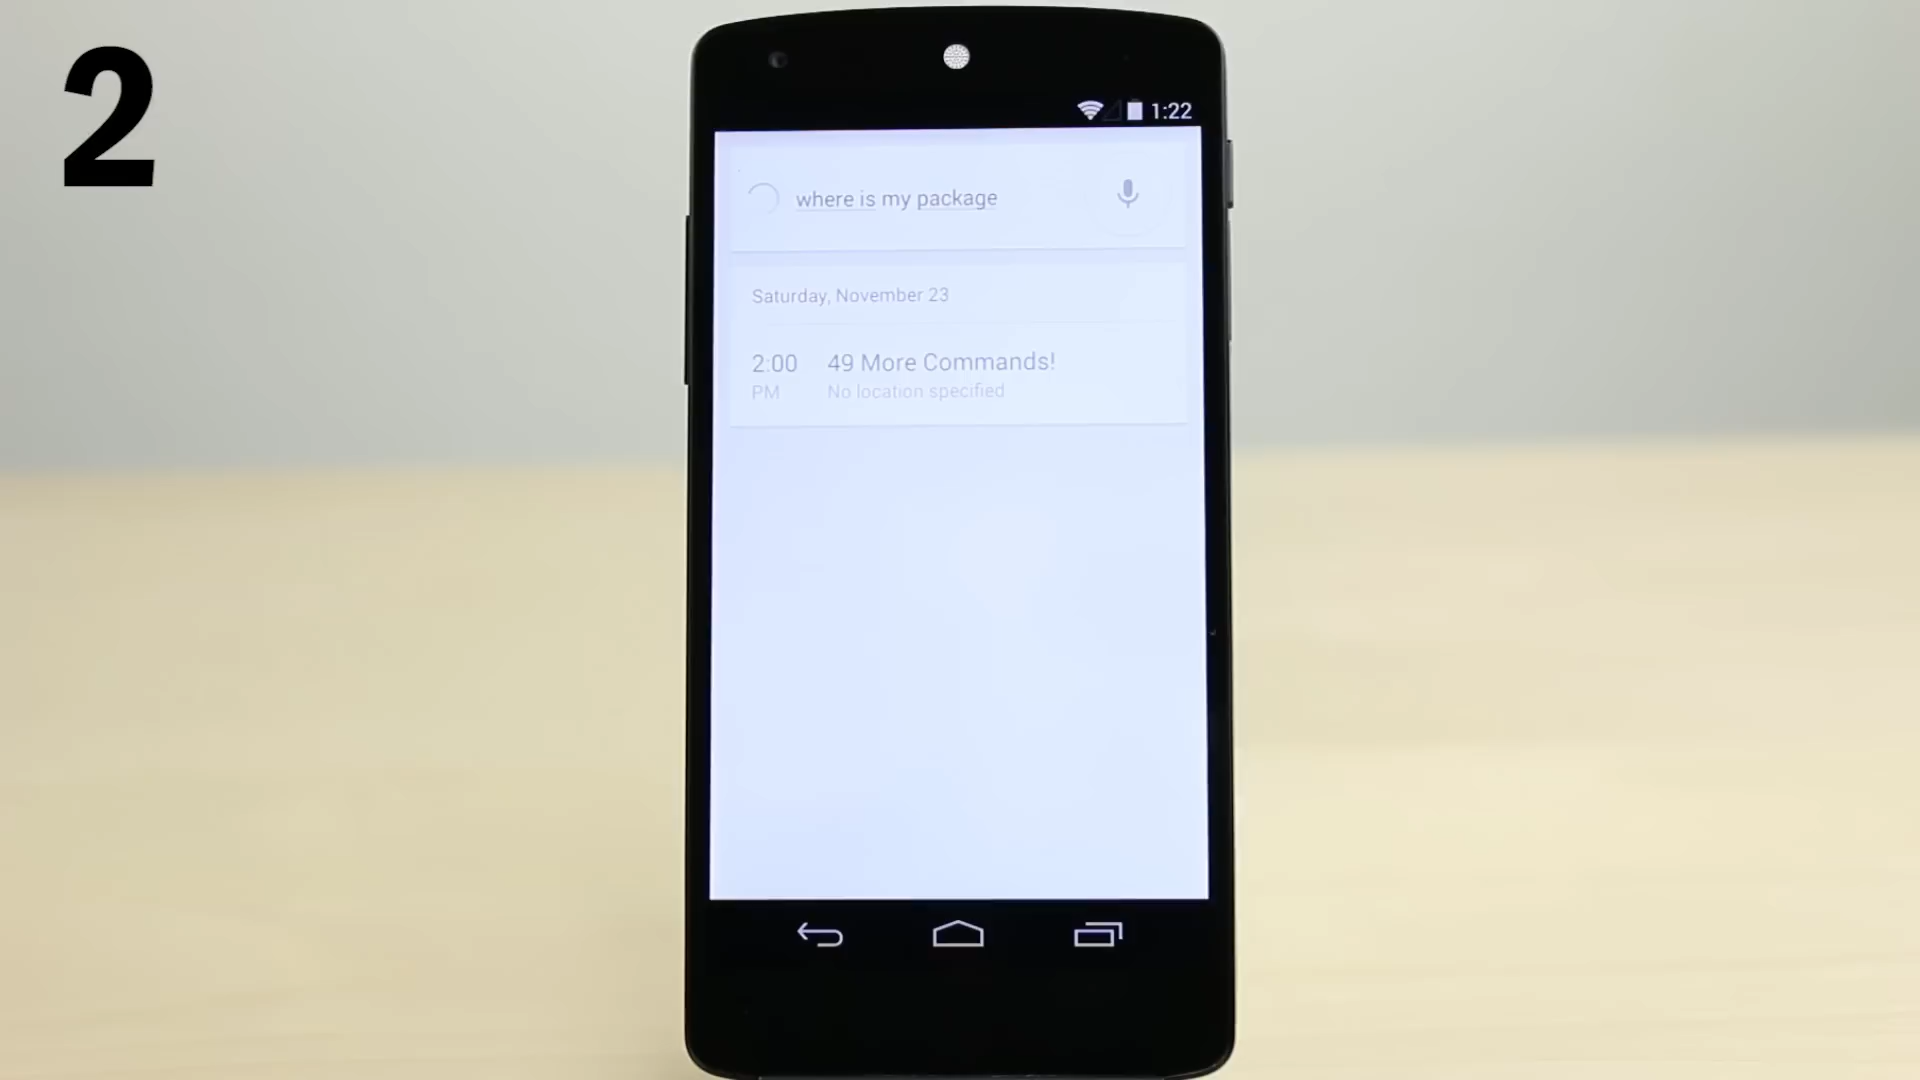 2
1:22
where is my package
Saturday, November 23
2:00 49 More Commands!
PM No location specified